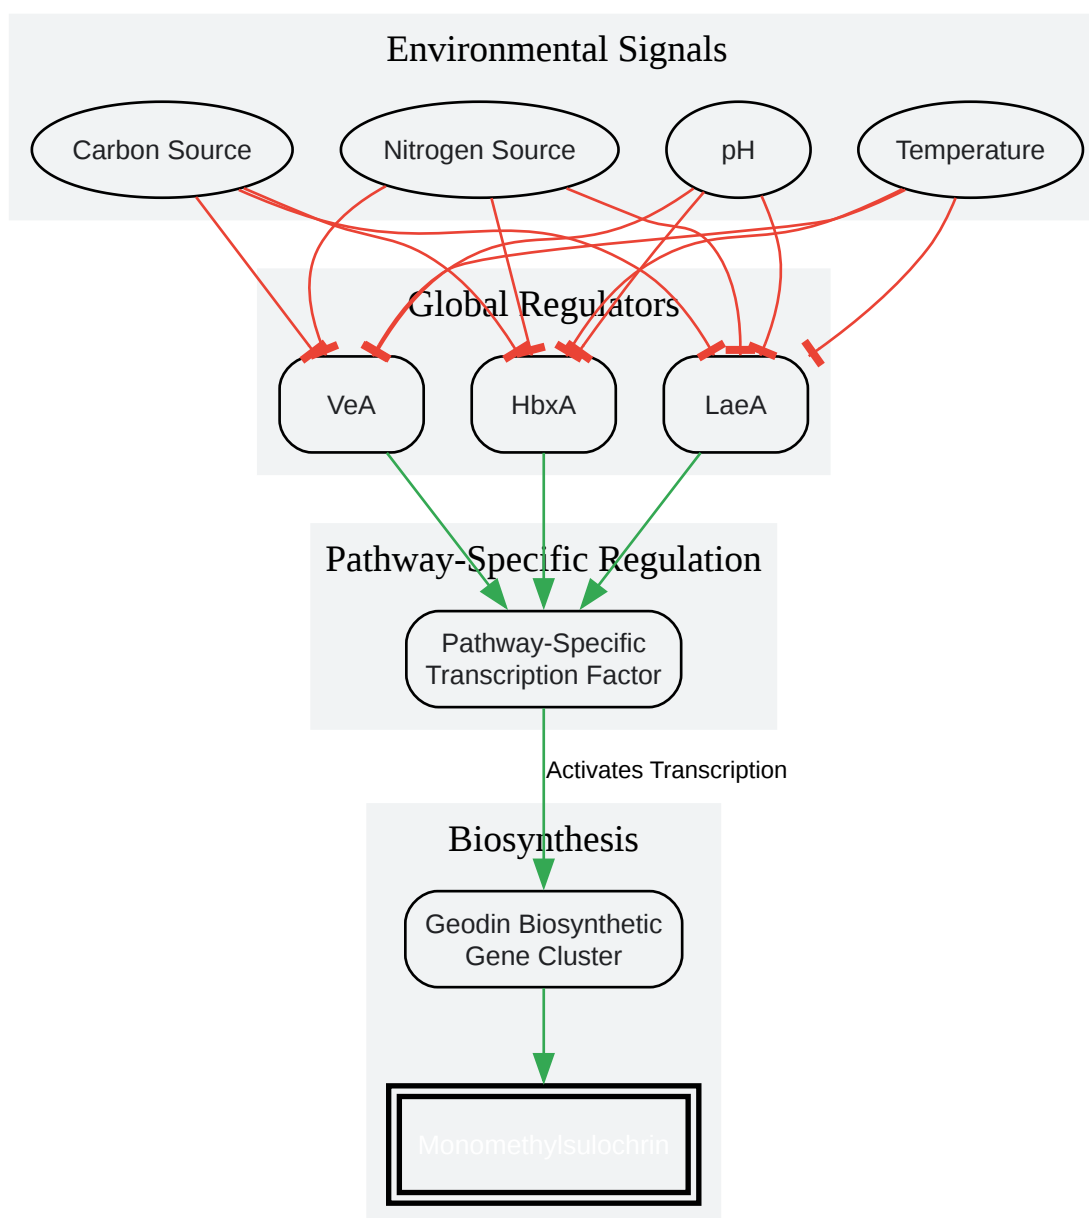 Environmental Signals
Carbon Source
Nitrogen Source
pH
Temperature
Global Regulators
VeA
HbxA
LaeA
Pathway-Specific Regulation
Pathway-Specific
Transcription Factor
Activates Transcription
Biosynthesis
Geodin Biosynthetic
Gene Cluster
Monomethylsulochrin